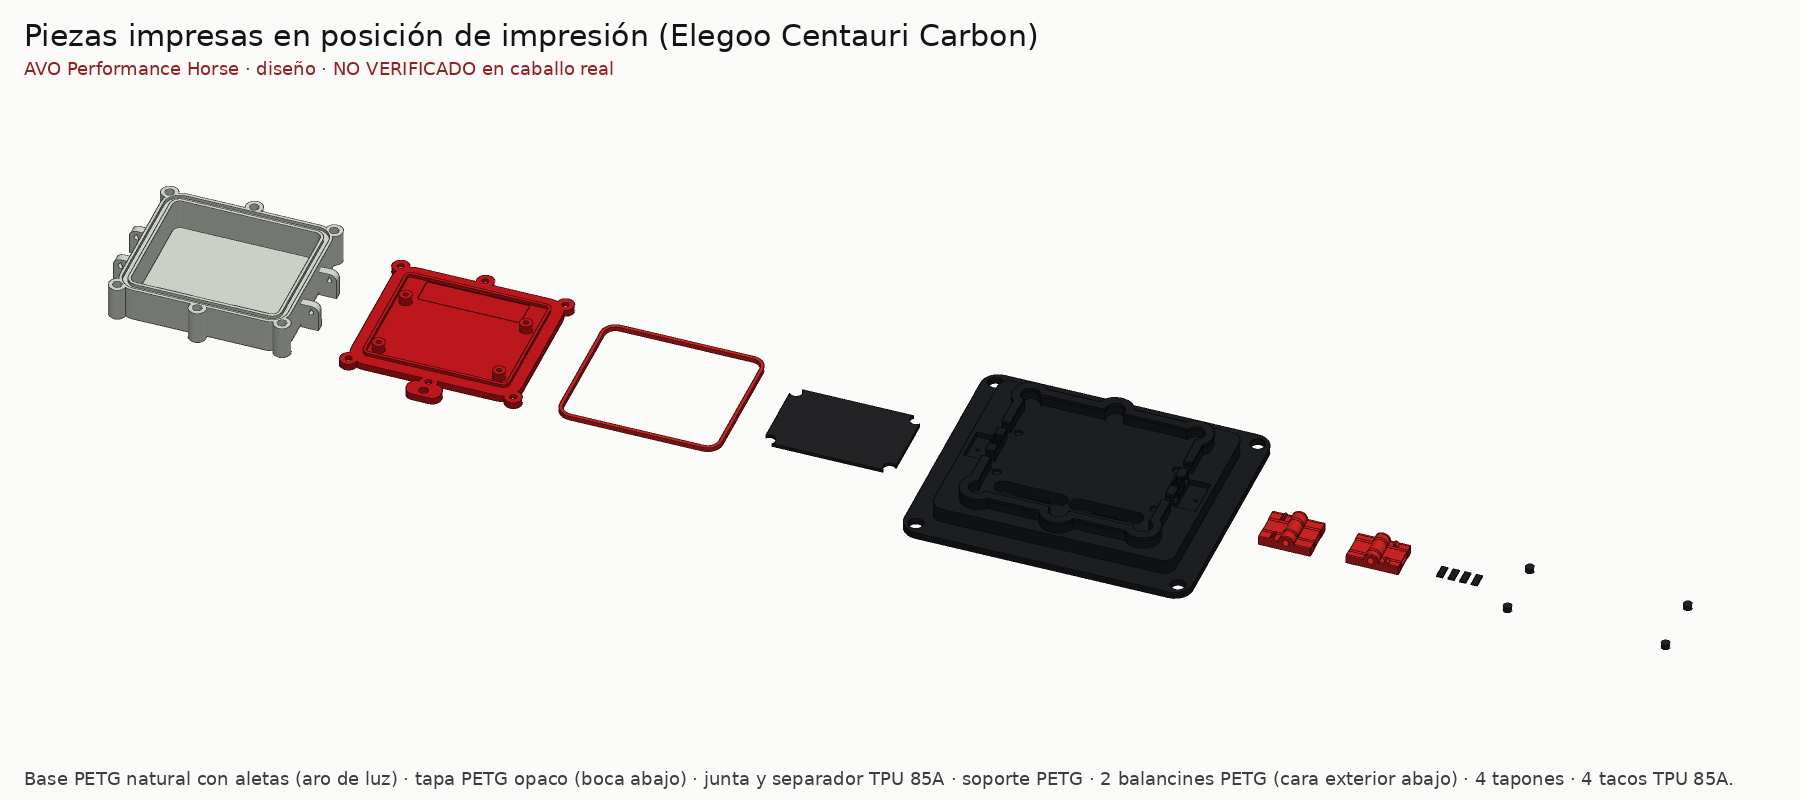 Piezas impresas en posición de impresión (Elegoo Centauri Carbon)
AVO Performance Horse · diseño · NO VERIFICADO en caballo real
Base PETG natural con aletas (aro de luz) · tapa PETG opaco (boca abajo) · junta y separador TPU 85A · soporte PETG · 2 balancines PETG (cara exterior abajo) · 4 tapones · 4 tacos TPU 85A.